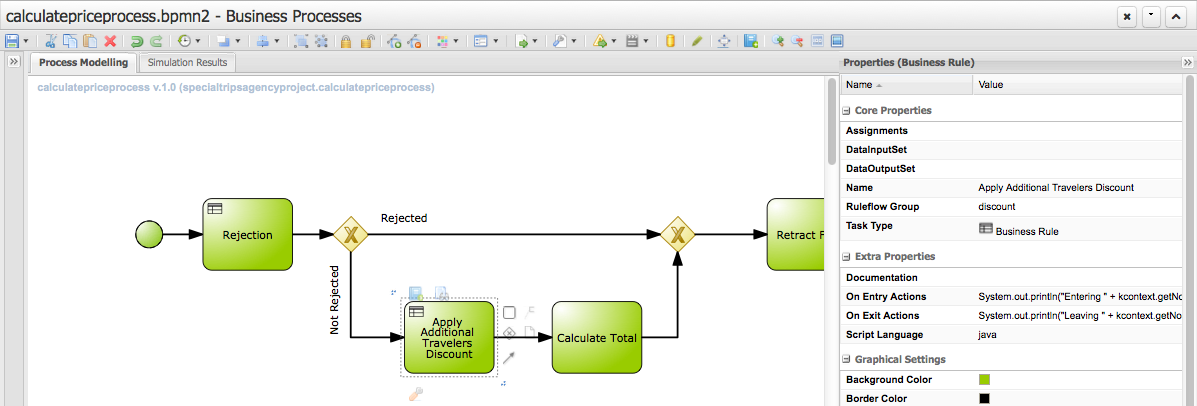 calculatepriceprocess.bpmn2 - Business Processes
Process Modelling
Simulation Results
calculatepriceprocess v.1.0 (specialtripsagencyproject.calculatepriceprocess)
Rejection
Rejected
Not Rejected
Apply
Additional
Travelers
Discount
Calculate Total
Retract F
Properties (Business Rule)
Name Value
Core Properties
Assignments
DataInputSet
DataOutputSet
Name Apply Additional Travelers Discount
Ruleflow Group discount
Task Type Business Rule
Extra Properties
Documentation
On Entry Actions System.out.println("Entering " + kcontext.getNo
On Exit Actions System.out.println("Leaving " + kcontext.getNo
Script Language java
Graphical Settings
Background Color
Border Color